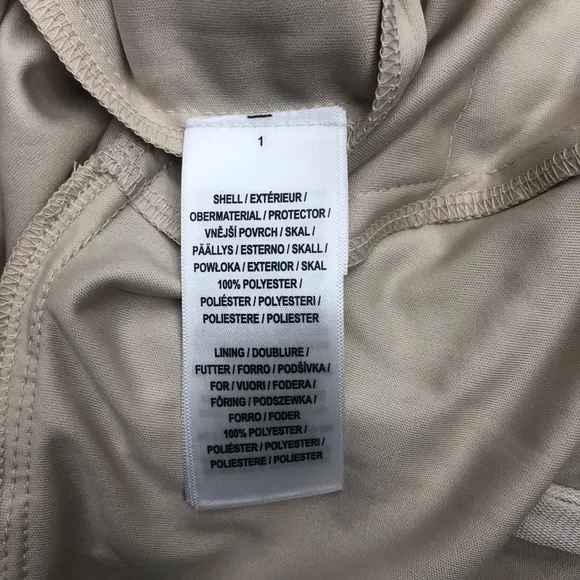 1
SHELL / EXTÉRIEUR /
OBERMATERIAL / PROTECTOR /
VNĚJŠÍ POVRCH / SKAL /
PÄÄLLYS / ESTERNO / SKALL /
POWŁOKA / EXTERIOR / SKAL
100% POLYESTER /
POLIÉSTER / POLYESTERI /
POLIESTERE / POLIESTER
LINING / DOUBLURE /
FUTTER / FORRO / PODŠÍVKA /
FOR / VUORI / FODERA /
FÔRING / PODSZEWKA /
FORRO / FODER
100% POLYESTER /
POLIÉSTER / POLYESTERI /
POLIESTERE / POLIESTER